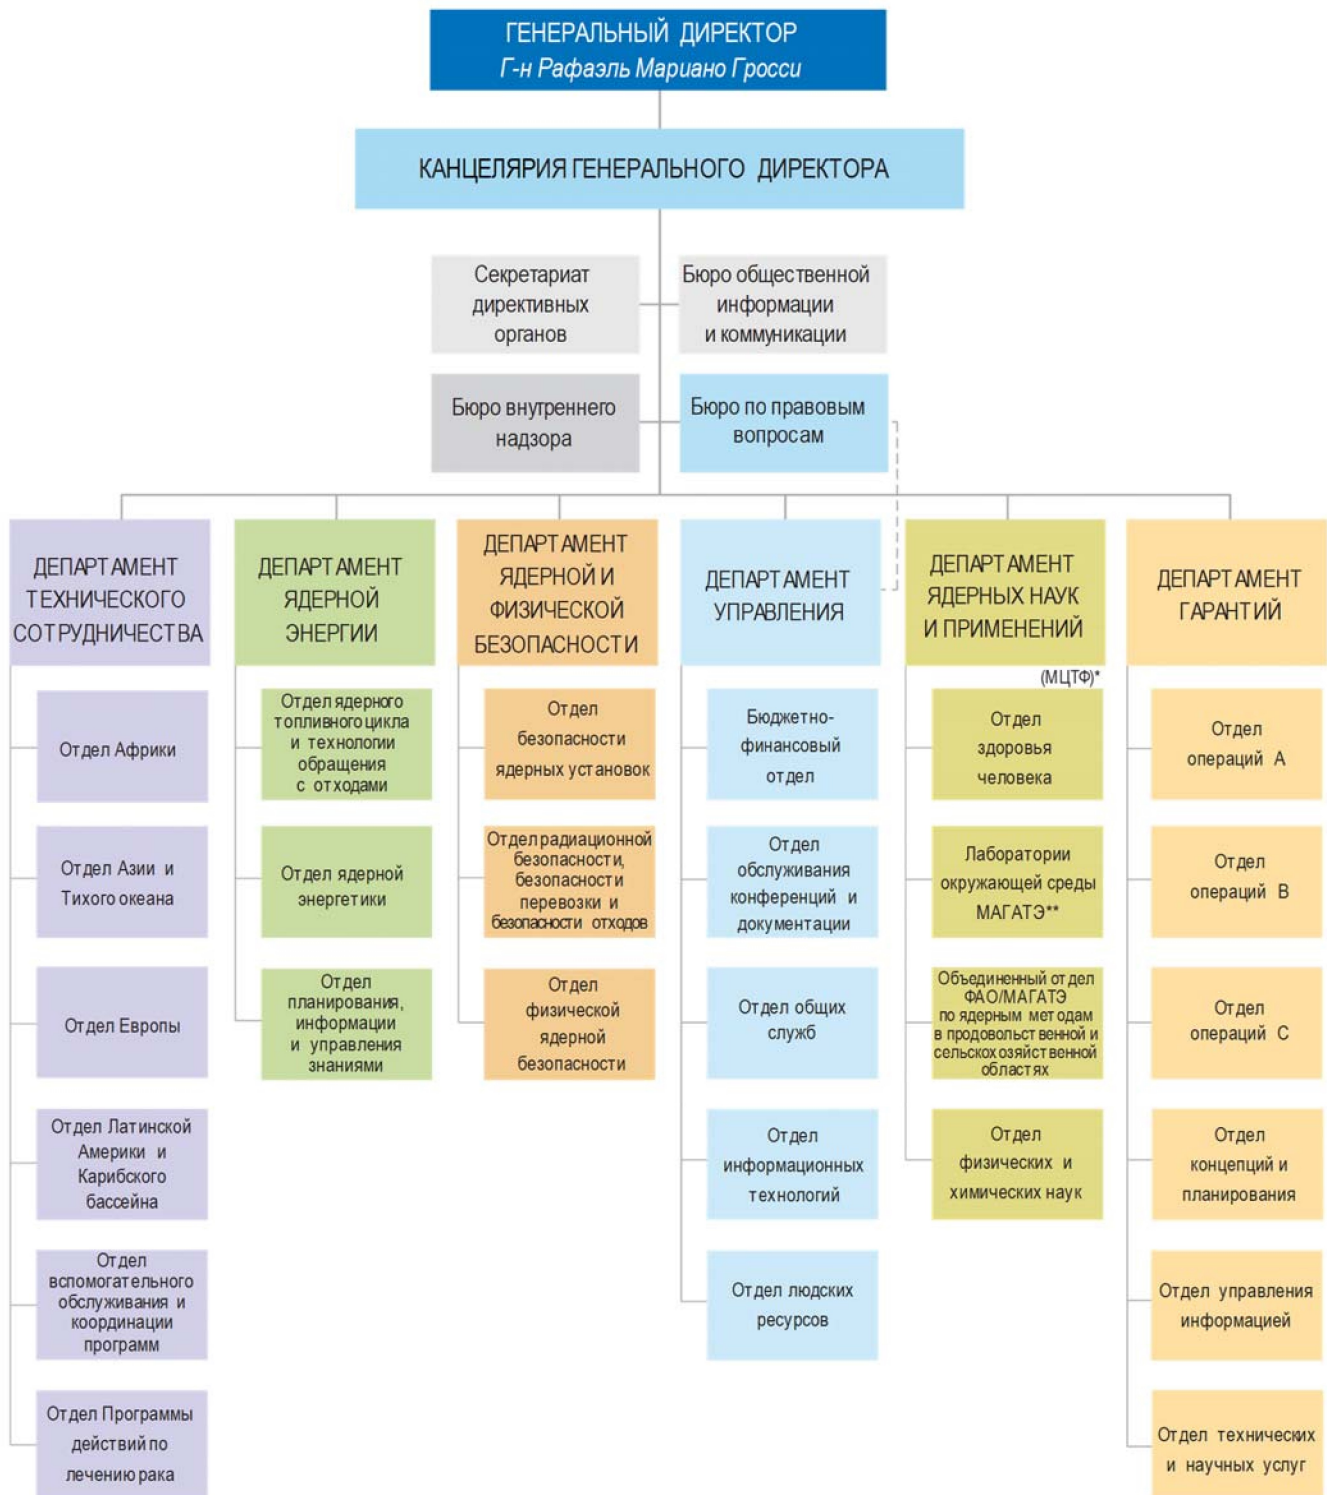 ГЕНЕРАЛЬНЫЙ ДИРЕКТОР
Г-н Рафаэль Мариано Гросси
КАНЦЕЛЯРИЯ ГЕНЕРАЛЬНОГО ДИРЕКТОРА
Секретариат
директивных
органов
Бюро общественной
информации
и коммуникации
Бюро внутреннего
надзора
Бюро по правовым
вопросам
ДЕПАРТАМЕНТ
ТЕХНИЧЕСКОГО
СОТРУДНИЧЕСТВА
Отдел Африки
Отдел Азии и
Тихого океана
Отдел Европы
Отдел Латинской
Америки и
Карибского
бассейна
Отдел
вспомогательного
обслуживания и
координации
программ
Отдел Программы
действий по
лечению рака
ДЕПАРТАМЕНТ
ЯДЕРНОЙ
ЭНЕРГИИ
Отдел ядерного
топливного цикла
и технологии
обращения
с отходами
Отдел ядерной
энергетики
Отдел
планирования,
информации
и управления
знаниями
ДЕПАРТАМЕНТ
ЯДЕРНОЙ И
ФИЗИЧЕСКОЙ
БЕЗОПАСНОСТИ
Отдел
безопасности
ядерных установок
Отдел радиационной
безопасности,
безопасности
перевозки и
безопасности отходов
Отдел
физической
ядерной
безопасности
ДЕПАРТАМЕНТ
УПРАВЛЕНИЯ
Бюджетно-
финансовый
отдел
Отдел
обслуживания
конференций и
документации
Отдел общих
служб
Отдел
информационных
технологий
Отдел людских
ресурсов
ДЕПАРТАМЕНТ
ЯДЕРНЫХ НАУК
И ПРИМЕНЕНИЙ
(МЦТФ)*
Отдел
здоровья
человека
Лаборатории
окружающей среды
МАГАТЭ**
Объединенный отдел
ФАО/МАГАТЭ
по ядерным методам
в продовольственной и
сельскохозяйственной
областях
Отдел
физических и
химических наук
ДЕПАРТАМЕНТ
ГАРАНТИЙ
Отдел
операций А
Отдел
операций В
Отдел
операций С
Отдел
концепций и
планирования
Отдел управления
информацией
Отдел технических
и научных услуг